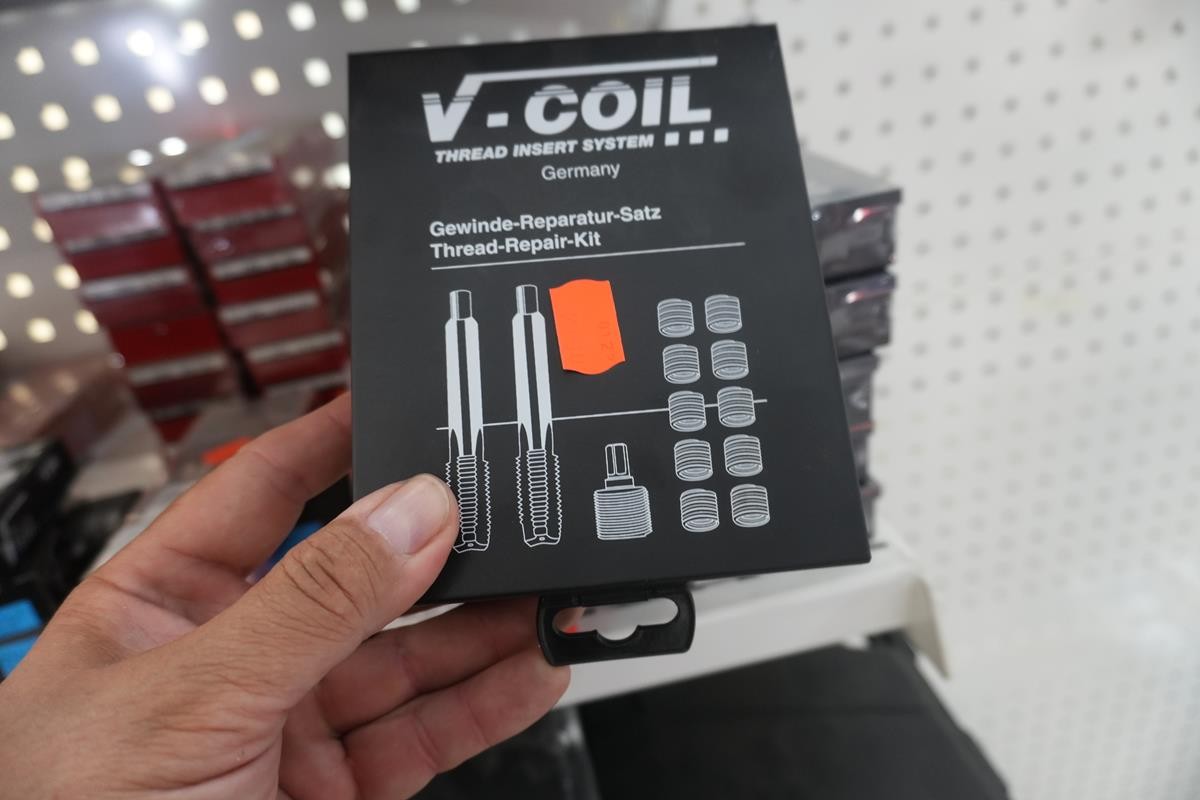 V-COIL
THREAD INSERT SYSTEM
Germany
Gewinde-Reparatur-Satz
Thread-Repair-Kit